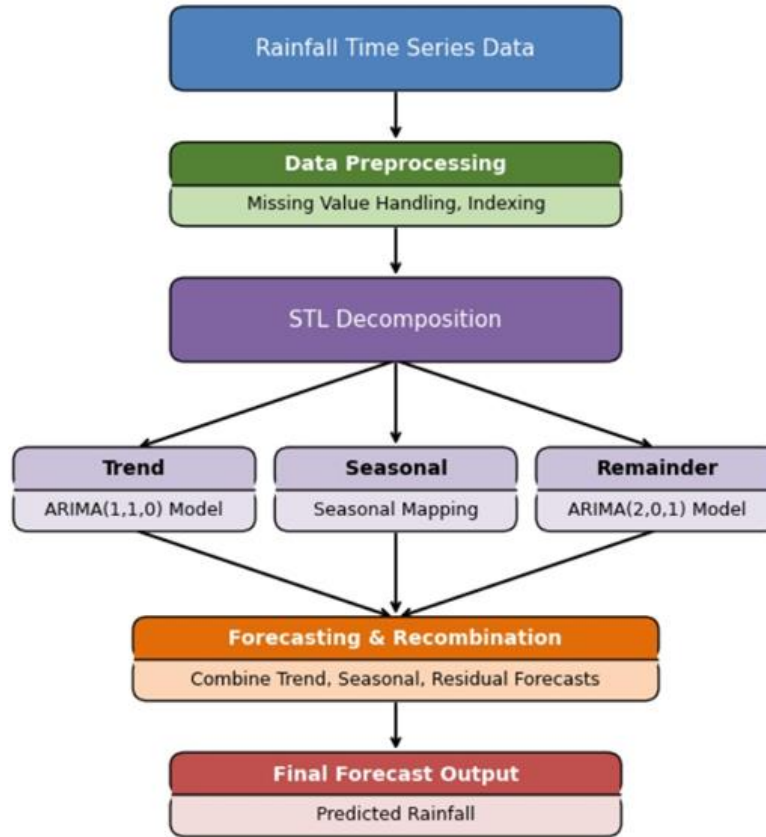 Rainfall Time Series Data
Data Preprocessing
Missing Value Handling, Indexing
STL Decomposition
Trend
ARIMA(1,1,0) Model
Seasonal
Seasonal Mapping
Remainder
ARIMA(2,0,1) Model
Forecasting & Recombination
Combine Trend, Seasonal, Residual Forecasts
Final Forecast Output
Predicted Rainfall